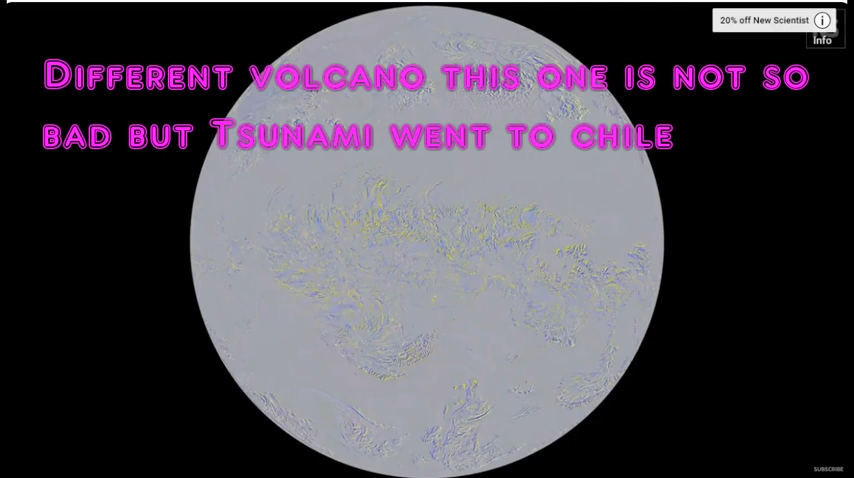 20% off New Scientist
Info
Different volcano this one is not so
bad but Tsunami went to chile
SUBSCRIBE